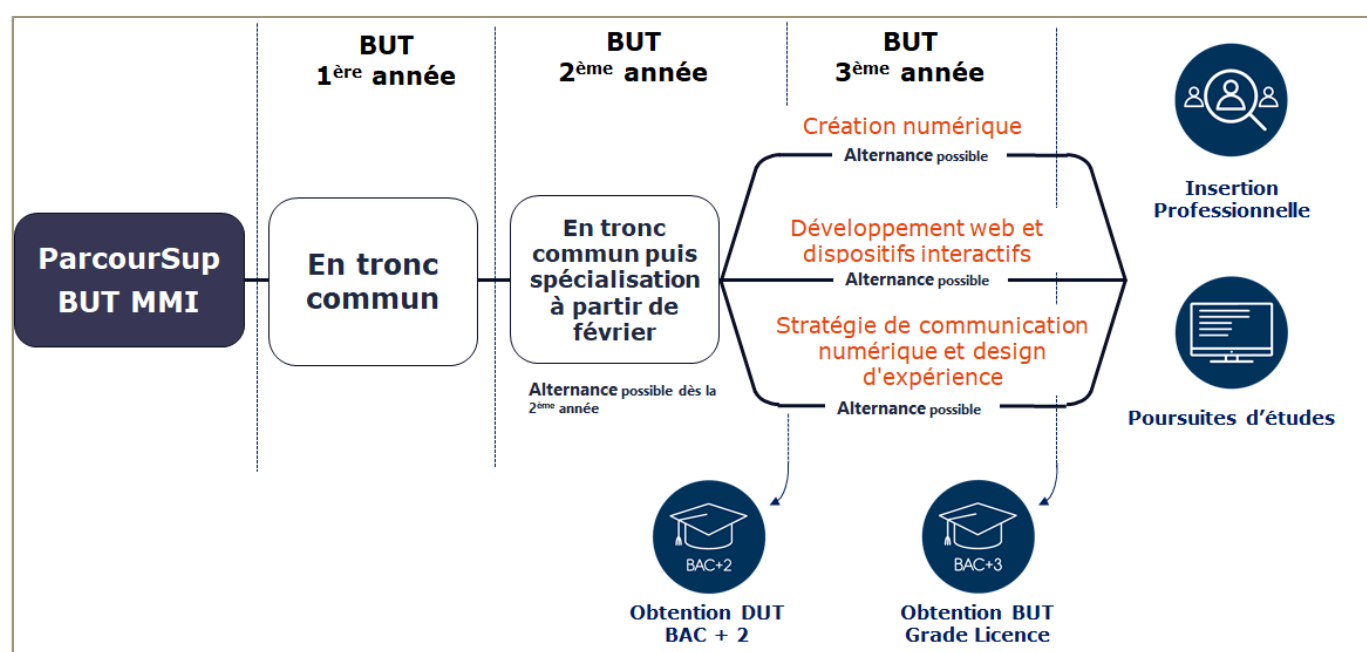 BUT
1ère année
BUT
2ème année
BUT
3ème année
ParcourSup
BUT MMI
En tronc
commun
En tronc
commun puis
spécialisation
à partir de
février
Alternance possible dès la
2ème année
Création numérique
Alternance possible
Développement web et
dispositifs interactifs
Alternance possible
Stratégie de communication
numérique et design
d'expérience
Alternance possible
Insertion
Professionnelle
Poursuites d’études
BAC+2
Obtention DUT
BAC + 2
BAC+3
Obtention BUT
Grade Licence